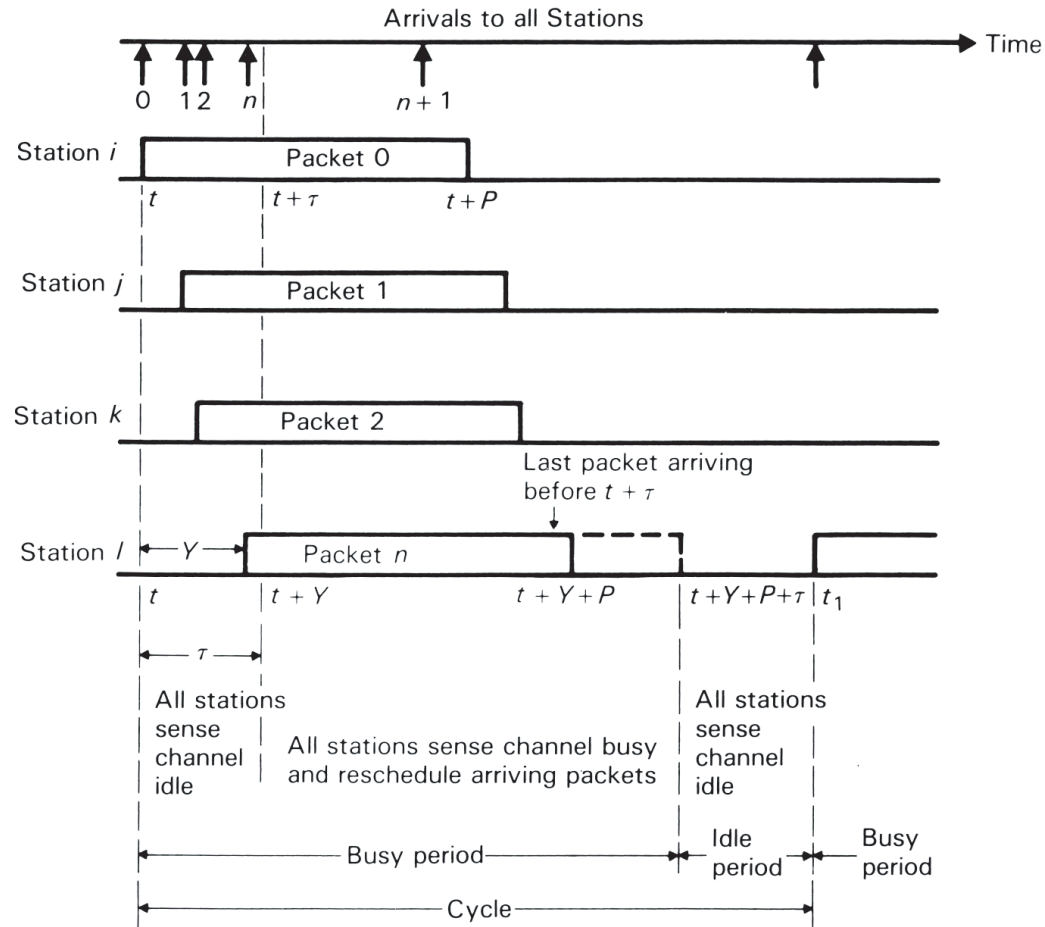 Arrivals to all Stations
Time
0 1 2 n n + 1
Station i
Packet 0
t t + τ t + P
Station j
Packet 1
Station k
Packet 2
Last packet arriving
before t + τ
Station l
Y
Packet n
t t + Y t + Y + P t + Y + P + τ t₁
τ
All stations
sense
channel
idle
All stations sense channel busy
and reschedule arriving packets
All stations
sense
channel
idle
Busy period
Idle
period
Busy
period
Cycle